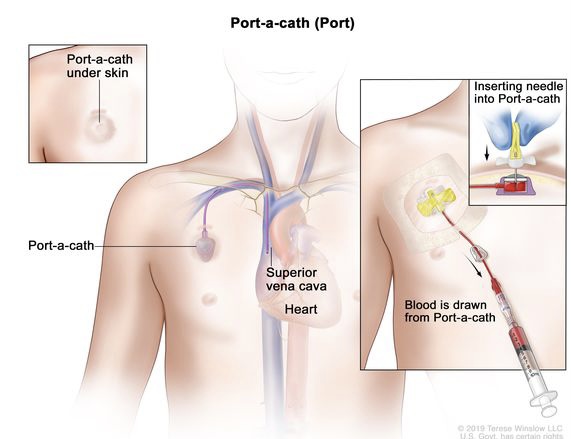 Port-a-cath (Port)
Port-a-cath
under skin
Inserting needle
into Port-a-cath
Port-a-cath
Superior
vena cava
Heart
Blood is drawn
from Port-a-cath
© 2019 Terese Winslow LLC
U.S. Govt. has certain rights